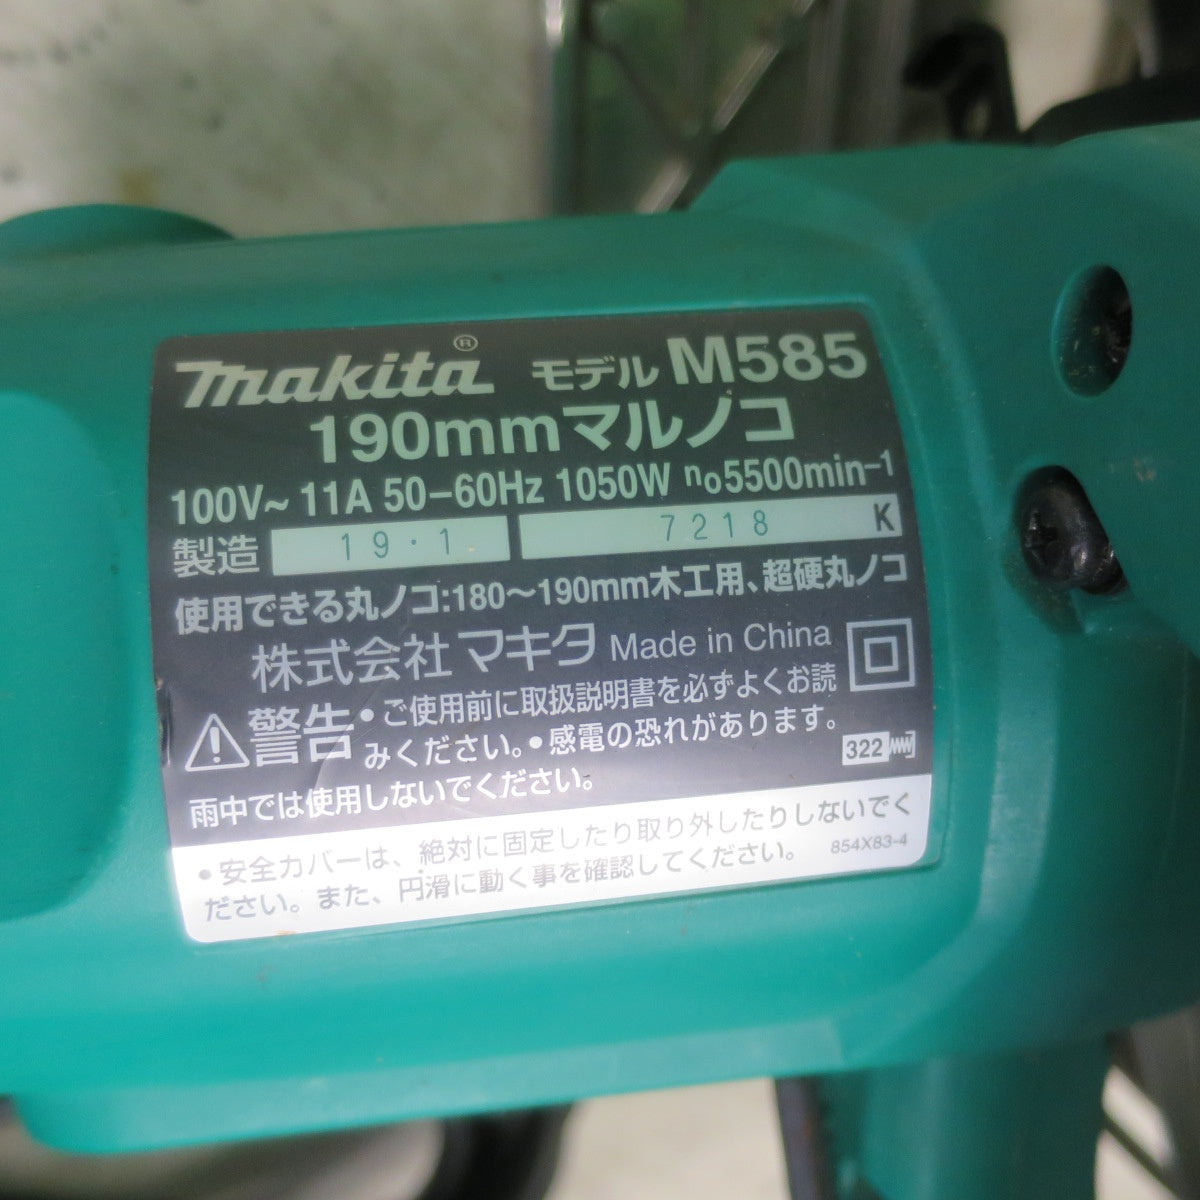 makita® モデル M585
190mmマルノコ
100V~ 11A 50-60Hz 1050W n₀5500min⁻¹
製造 19.1 7218 K
使用できる丸ノコ:180〜190mm木工用、超硬丸ノコ
株式会社マキタ Made in China
警告 •ご使用前に取扱説明書を必ずよくお読
みください。•感電の恐れがあります。
322
雨中では使用しないでください。
•安全カバーは、絶対に固定したり取り外したりしないでく
ださい。また、円滑に動く事を確認してください。 854X83-4